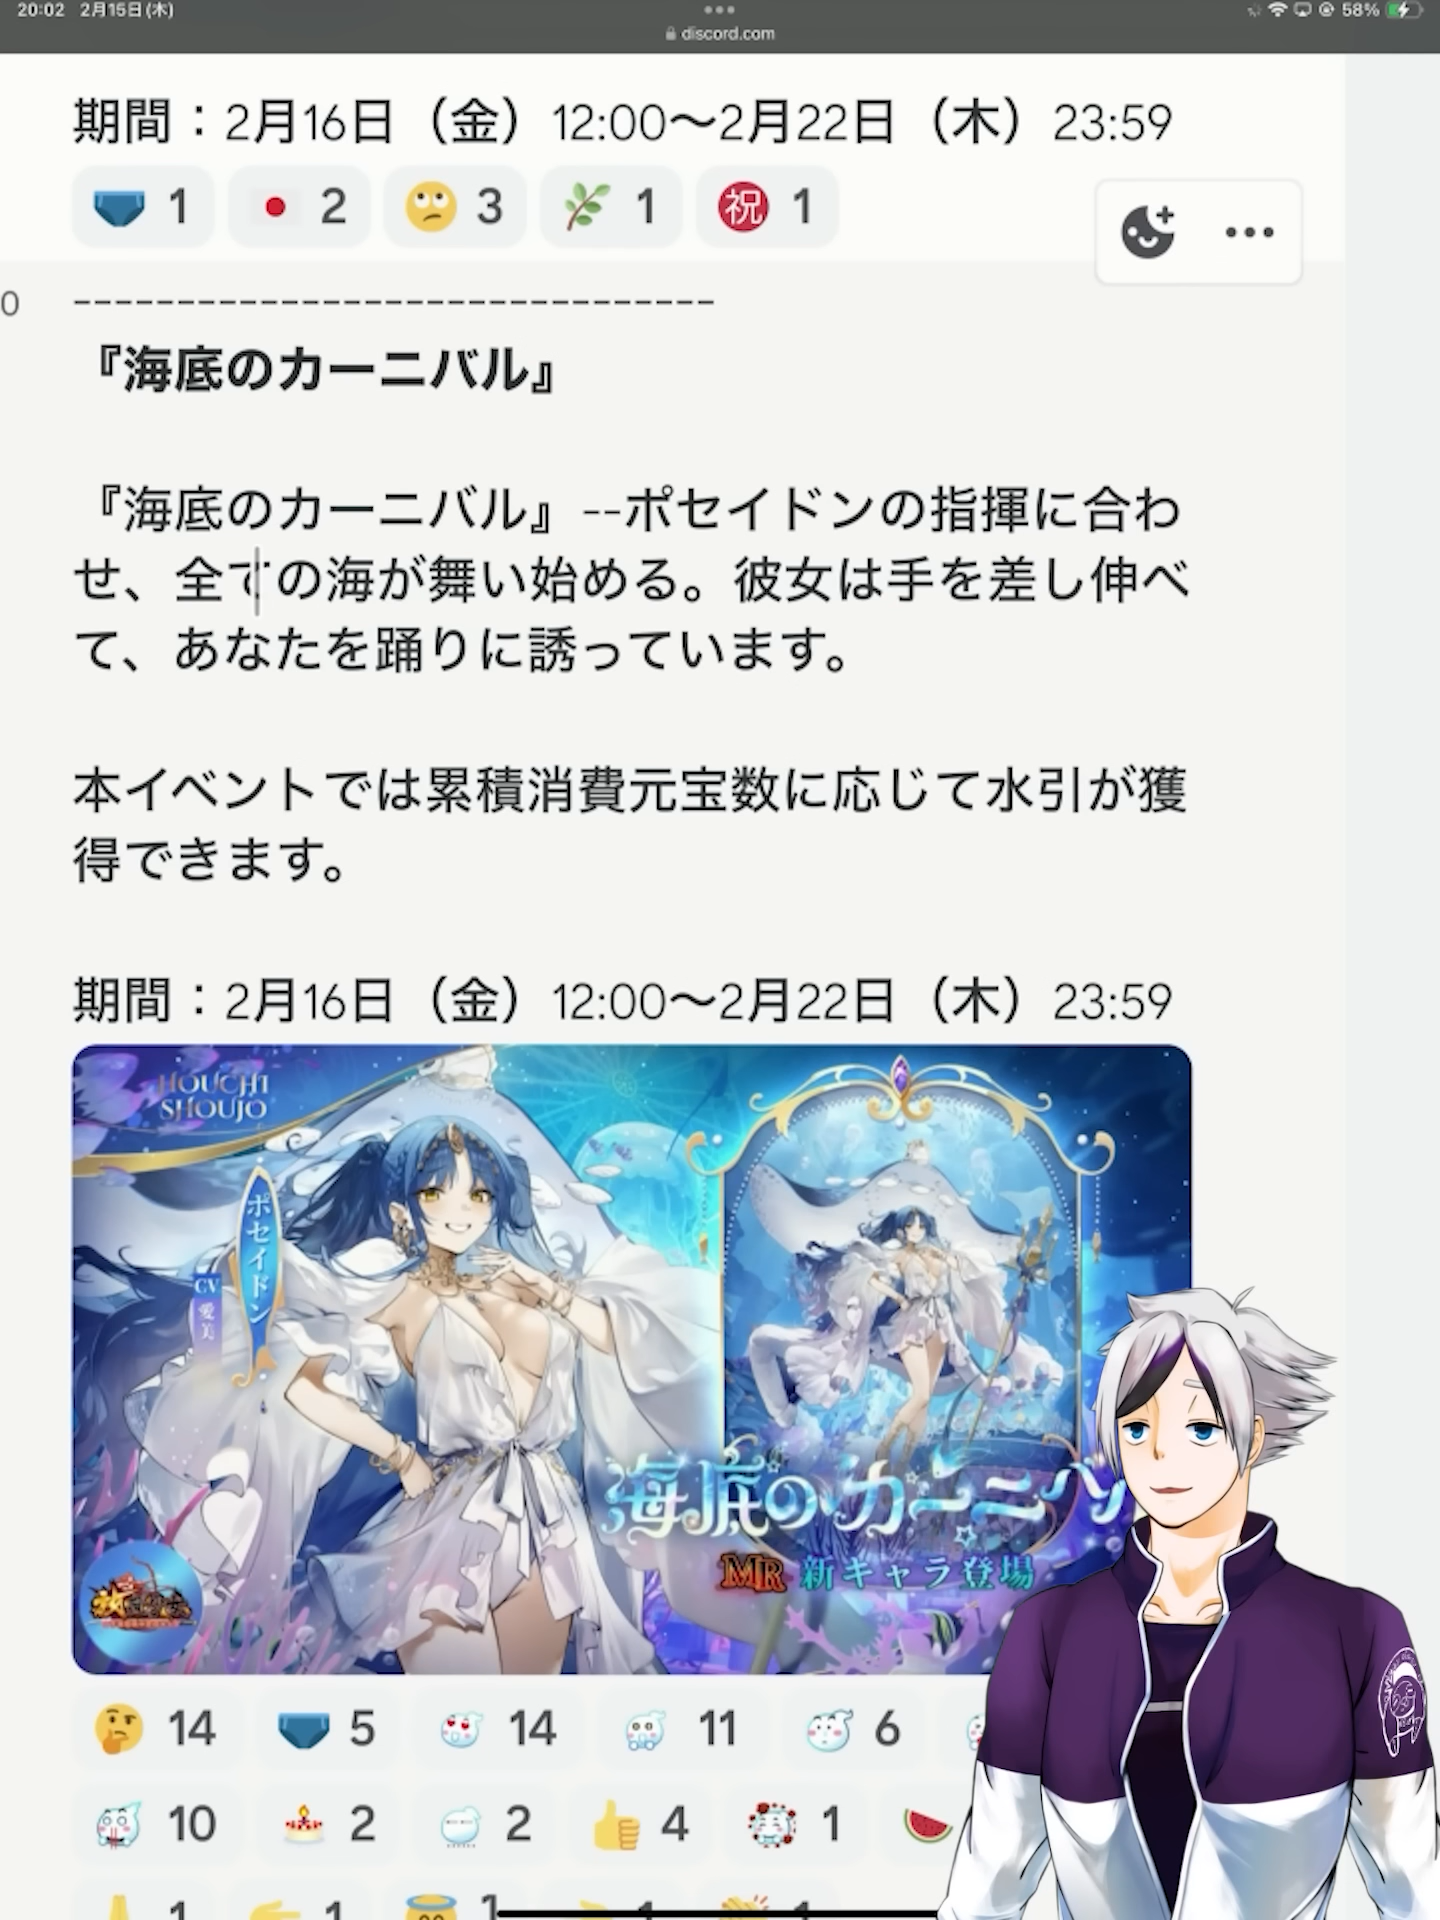 20:02 2月15日(木)
58%
discord.com
期間：2月16日（金）12:00〜2月22日（木）23:59
1 2 3 1 祝 1
0
-------------------------------
『海底のカーニバル』
『海底のカーニバル』--ポセイドンの指揮に合わ
せ、全ての海が舞い始める。彼女は手を差し伸べ
て、あなたを踊りに誘っています。
本イベントでは累積消費元宝数に応じて水引が獲
得できます。
期間：2月16日（金）12:00〜2月22日（木）23:59
HOUCHI
SHOUJO
ポセイドン
CV
愛美
海底のカーニバ
MR 新キャラ登場
14 5 14 11 6
10 2 2 4 1
1 1 1 1 1